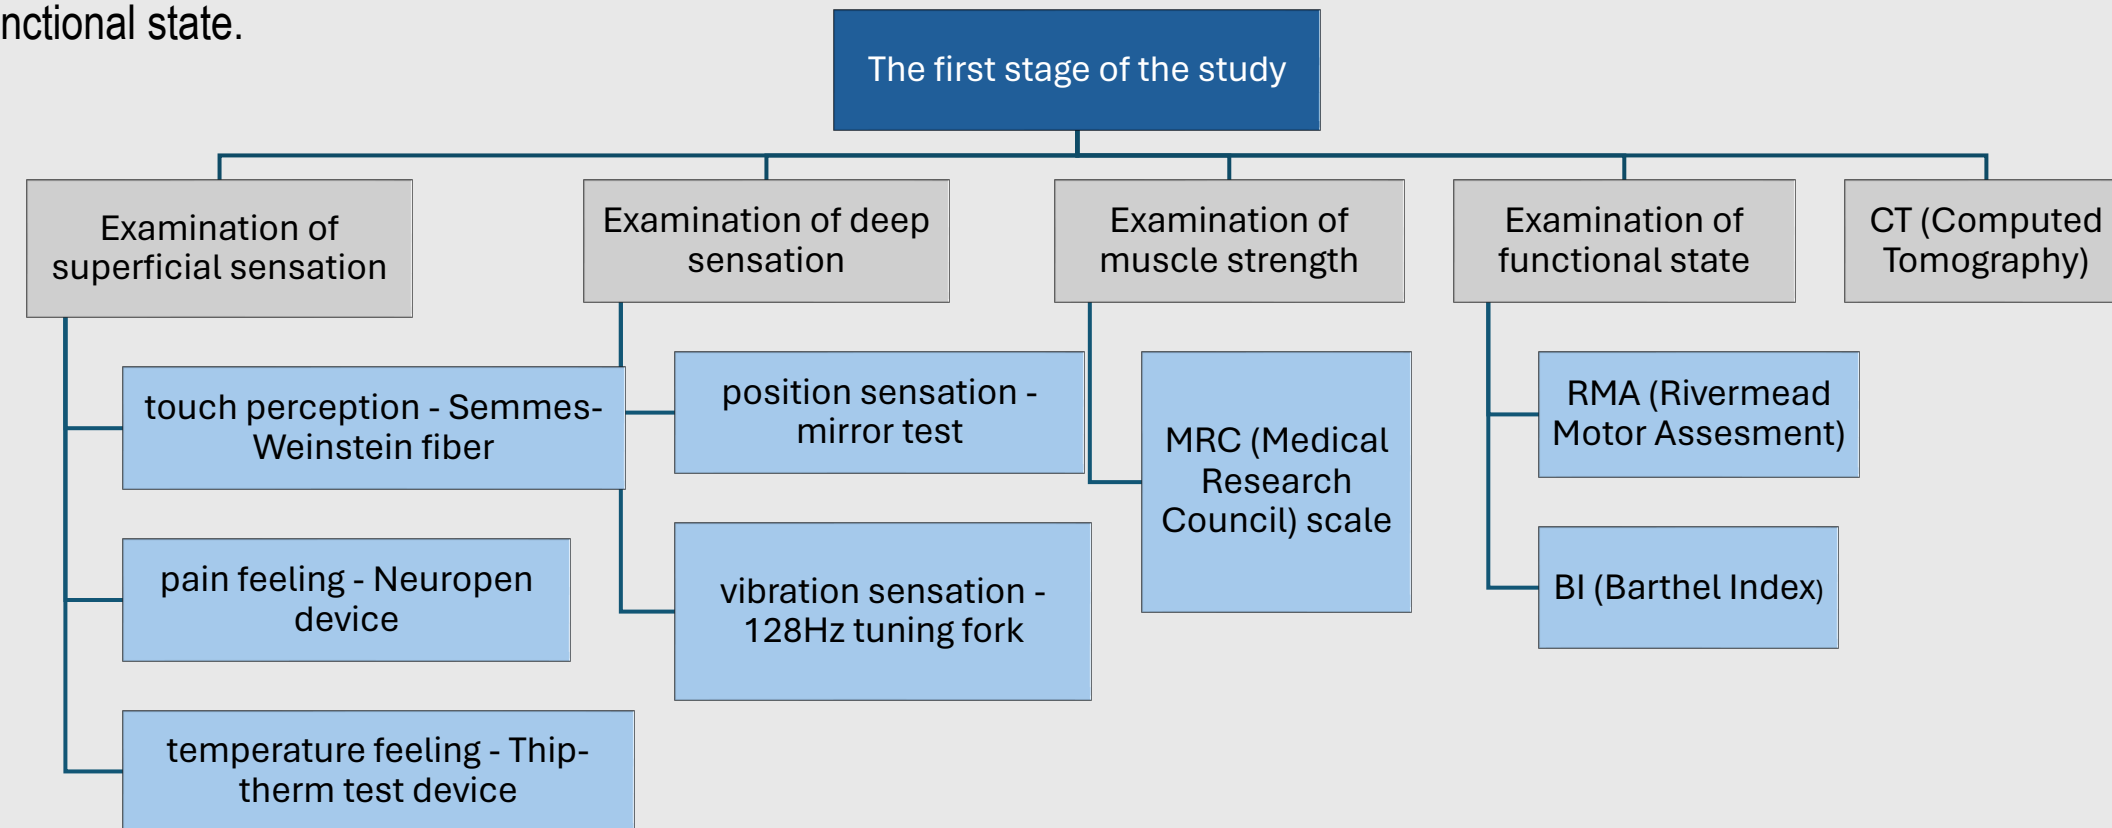 nctional state.
The first stage of the study
Examination of
superficial sensation
Examination of deep
sensation
Examination of
muscle strength
Examination of
functional state
CT (Computed
Tomography)
touch perception - Semmes-
Weinstein fiber
pain feeling - Neuropen
device
temperature feeling - Thip-
therm test device
position sensation -
mirror test
vibration sensation -
128Hz tuning fork
MRC (Medical
Research
Council) scale
RMA (Rivermead
Motor Assesment)
BI (Barthel Index)